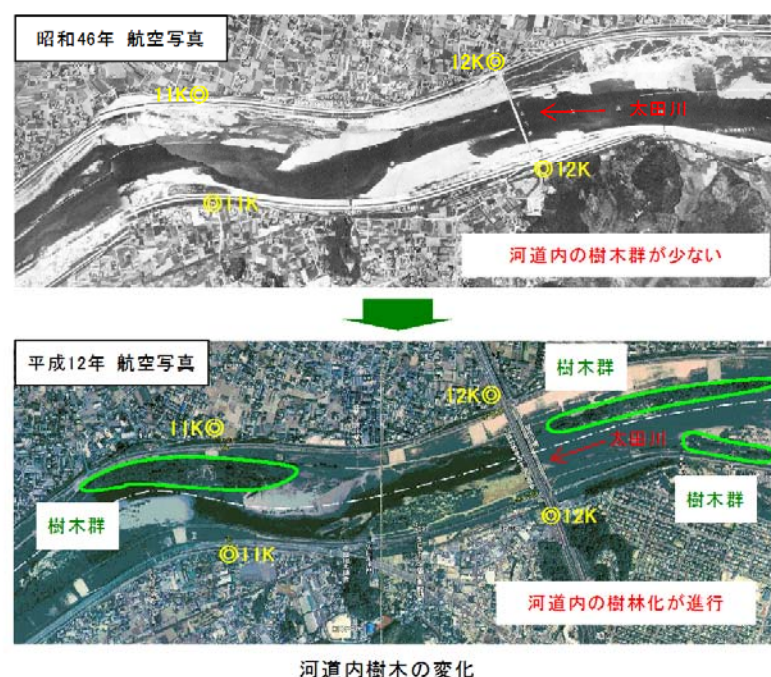 昭和46年 航空写真
12K◎
11K◎
太田川
◎12K
◎11K
河道内の樹木群が少ない
平成12年 航空写真
樹木群
12K◎
11K◎
太田川
樹木群
◎12K
樹木群
◎11K
河道内の樹林化が進行
河道内樹木の変化